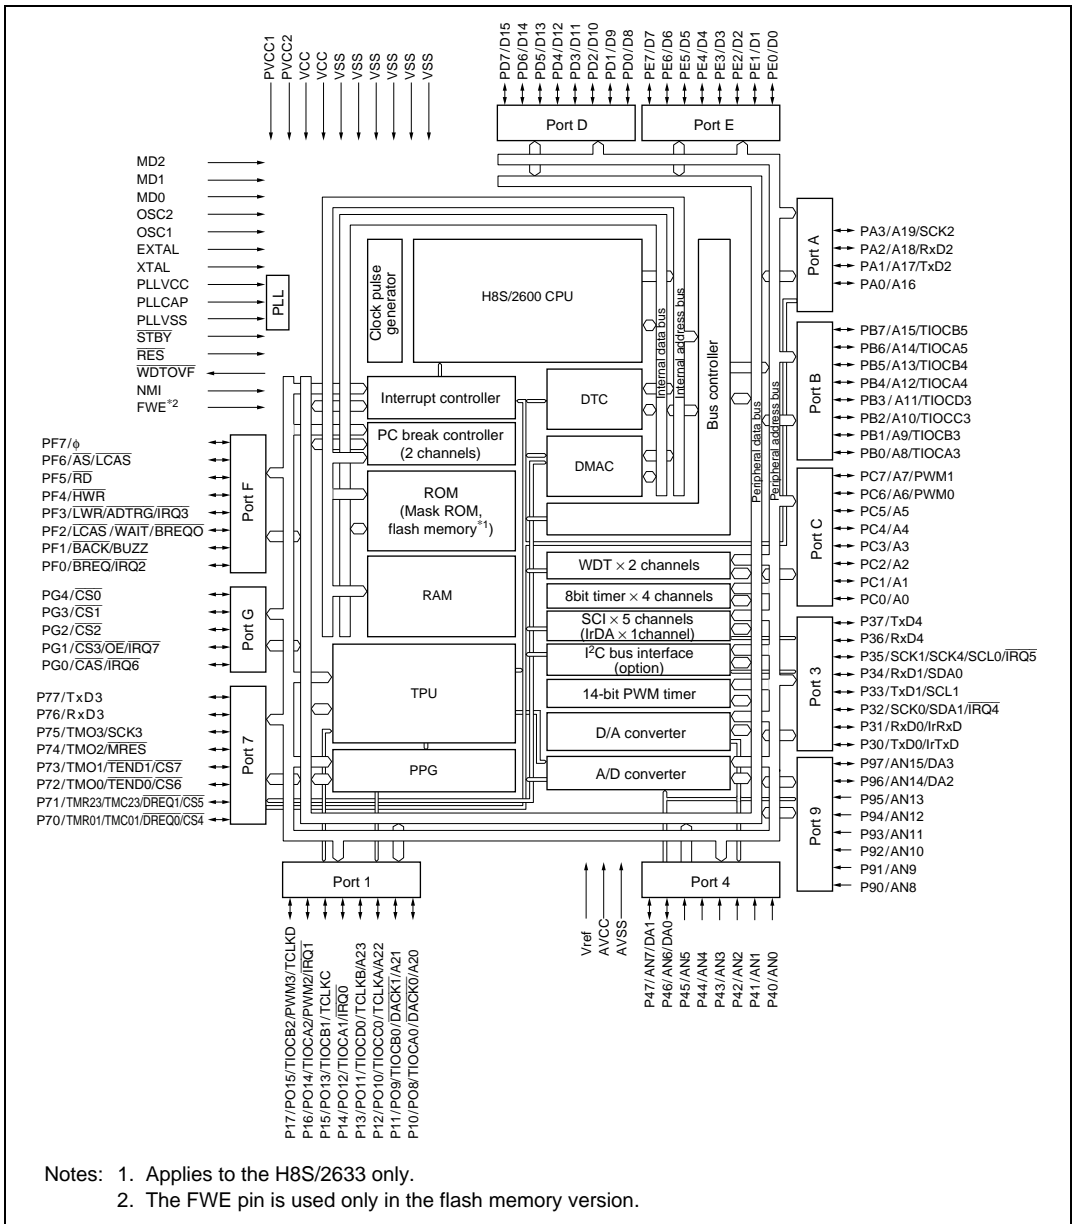 PVCC1
PVCC2
VCC
VCC
VSS
VSS
VSS
VSS
VSS
VSS
PD7/D15
PD6/D14
PD5/D13
PD4/D12
PD3/D11
PD2/D10
PD1/D9
PD0/D8
PE7/D7
PE6/D6
PE5/D5
PE4/D4
PE3/D3
PE2/D2
PE1/D1
PE0/D0
Port D
Port E
MD2
MD1
MD0
OSC2
OSC1
EXTAL
XTAL
PLLVCC
PLLCAP
PLLVSS
STBY
RES
WDTOVF
NMI
FWE*2
PLL
Clock pulse
generator
H8S/2600 CPU
Internal data bus
Internal address bus
Bus controller
Peripheral data bus
Peripheral address bus
Interrupt controller
PC break controller
(2 channels)
ROM
(Mask ROM,
flash memory*1)
RAM
TPU
PPG
DTC
DMAC
WDT × 2 channels
8bit timer × 4 channels
SCI × 5 channels
(IrDA × 1channel)
I2C bus interface
(option)
14-bit PWM timer
D/A converter
A/D converter
Port A
PA3/A19/SCK2
PA2/A18/RxD2
PA1/A17/TxD2
PA0/A16
Port B
PB7/A15/TIOCB5
PB6/A14/TIOCA5
PB5/A13/TIOCB4
PB4/A12/TIOCA4
PB3/ A11/TIOCD3
PB2/A10/TIOCC3
PB1/A9/TIOCB3
PB0/A8/TIOCA3
Port C
PC7/A7/PWM1
PC6/A6/PWM0
PC5/A5
PC4/A4
PC3/A3
PC2/A2
PC1/A1
PC0/A0
Port 3
P37/TxD4
P36/RxD4
P35/SCK1/SCK4/SCL0/IRQ5
P34/RxD1/SDA0
P33/TxD1/SCL1
P32/SCK0/SDA1/IRQ4
P31/RxD0/IrRxD
P30/TxD0/IrTxD
Port 9
P97/AN15/DA3
P96/AN14/DA2
P95/AN13
P94/AN12
P93/AN11
P92/AN10
P91/AN9
P90/AN8
PF7/ϕ
PF6/AS/LCAS
PF5/RD
PF4/HWR
PF3/LWR/ADTRG/IRQ3
PF2/LCAS/WAIT/BREQO
PF1/BACK/BUZZ
PF0/BREQ/IRQ2
Port F
PG4/CS0
PG3/CS1
PG2/CS2
PG1/CS3/OE/IRQ7
PG0/CAS/IRQ6
Port G
P77/TxD3
P76/RxD3
P75/TMO3/SCK3
P74/TMO2/MRES
P73/TMO1/TEND1/CS7
P72/TMO0/TEND0/CS6
P71/TMR23/TMC23/DREQ1/CS5
P70/TMR01/TMC01/DREQ0/CS4
Port 7
Port 1
P17/PO15/TIOCB2/PWM3/TCLKD
P16/PO14/TIOCA2/PWM2/IRQ1
P15/PO13/TIOCB1/TCLKC
P14/PO12/TIOCA1/IRQ0
P13/PO11/TIOCD0/TCLKB/A23
P12/PO10/TIOCC0/TCLKA/A22
P11/PO9/TIOCB0/DACK1/A21
P10/PO8/TIOCA0/DACK0/A20
Vref
AVCC
AVSS
Port 4
P47/AN7/DA1
P46/AN6/DA0
P45/AN5
P44/AN4
P43/AN3
P42/AN2
P41/AN1
P40/AN0
Notes: 1. Applies to the H8S/2633 only.
2. The FWE pin is used only in the flash memory version.